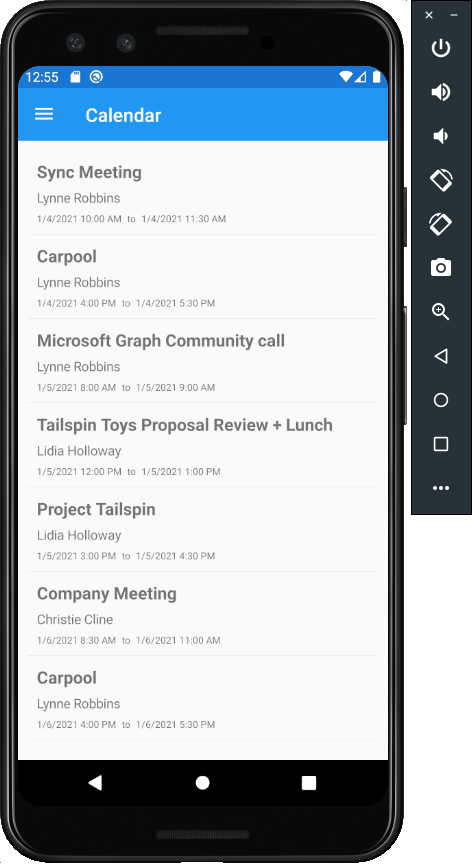 12:55
Calendar
Sync Meeting
Lynne Robbins
1/4/2021 10:00 AM to 1/4/2021 11:30 AM
Carpool
Lynne Robbins
1/4/2021 4:00 PM to 1/4/2021 5:30 PM
Microsoft Graph Community call
Lynne Robbins
1/5/2021 8:00 AM to 1/5/2021 9:00 AM
Tailspin Toys Proposal Review + Lunch
Lidia Holloway
1/5/2021 12:00 PM to 1/5/2021 1:00 PM
Project Tailspin
Lidia Holloway
1/5/2021 3:00 PM to 1/5/2021 4:30 PM
Company Meeting
Christie Cline
1/6/2021 8:30 AM to 1/6/2021 11:00 AM
Carpool
Lynne Robbins
1/6/2021 4:00 PM to 1/6/2021 5:30 PM